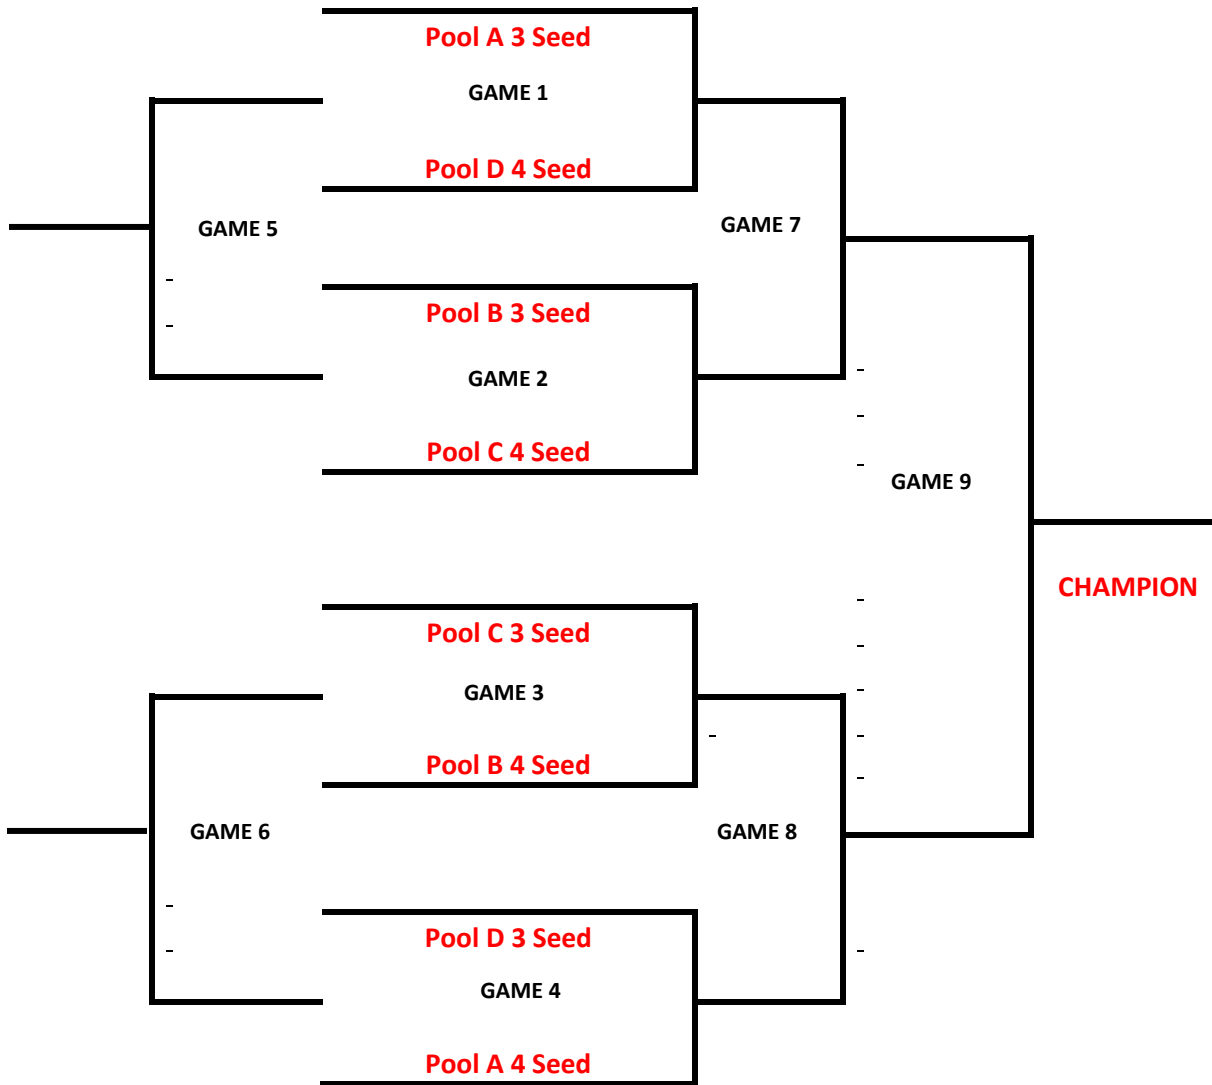 Pool A 3 Seed
GAME 1
Pool D 4 Seed
GAME 5
GAME 7
Pool B 3 Seed
GAME 2
Pool C 4 Seed
GAME 9
CHAMPION
Pool C 3 Seed
GAME 3
Pool B 4 Seed
GAME 6
GAME 8
Pool D 3 Seed
GAME 4
Pool A 4 Seed